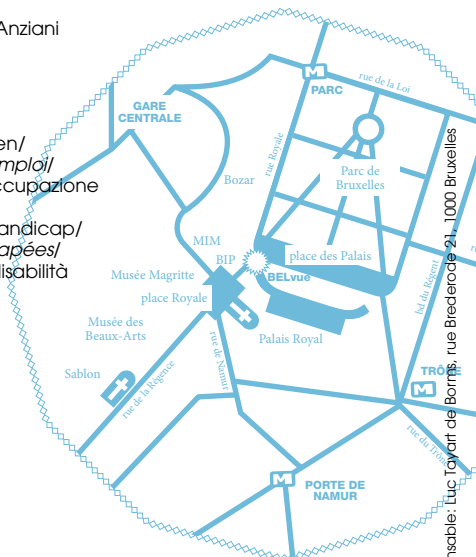 Anziani
en/
mploi/
ccupazione
andicap/
apées/
lisabilità
M
PARC
rue de la Loi
GARE
CENTRALE
rue Royale
Parc de
Bruxelles
Bozar
MIM
BIP
place des Palais
BELvue
Musée Magritte
place Royale
Palais Royal
Musée des
Beaux-Arts
bd du Régent
Sablon
rue de la Régence
rue de Namur
TRÔNE
M
rue du Trône
M
PORTE DE
NAMUR
nsable: Luc Tayart de Borms, rue Brederode 21, 1000 Bruxelles